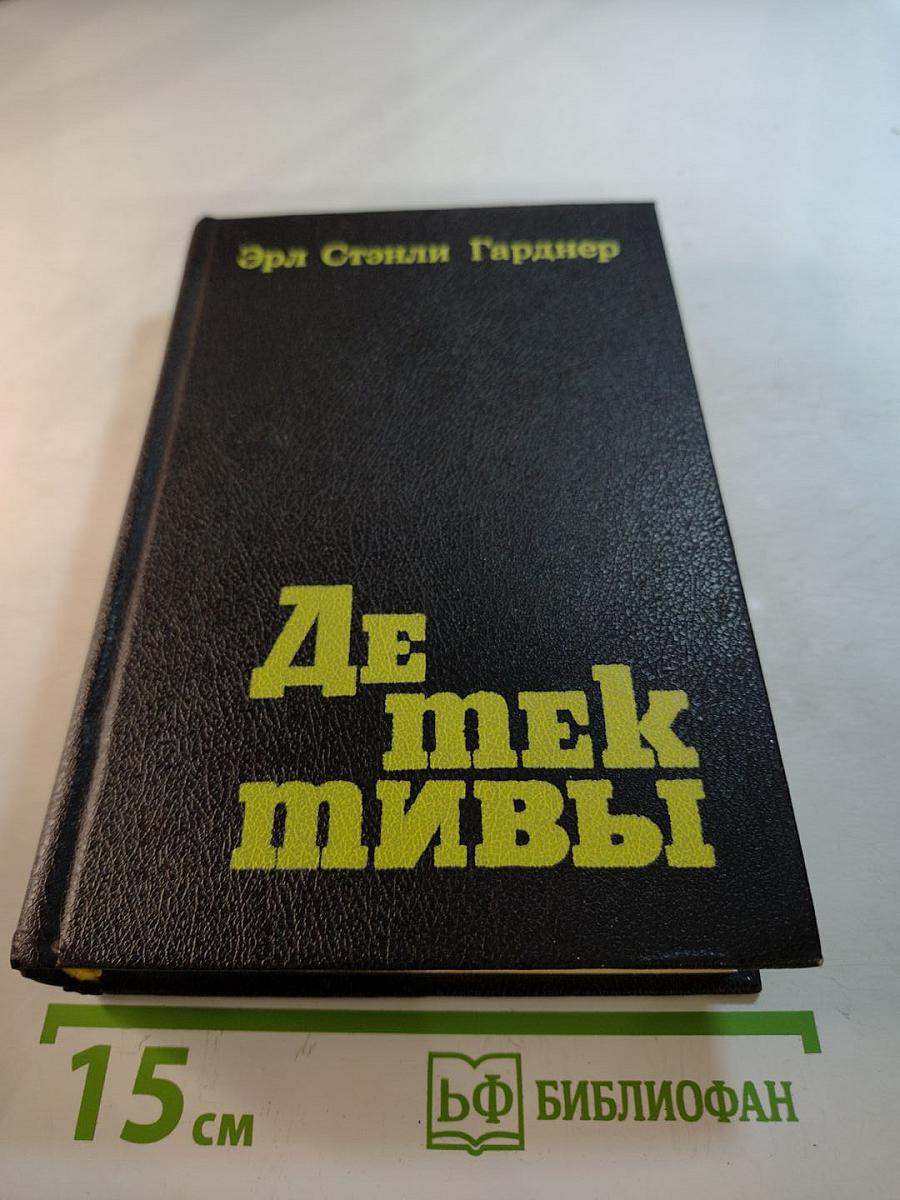 Эрл Стэнли Гарднер
Де
тек
тивы
15 см
ЬФ БИБЛИОФАН